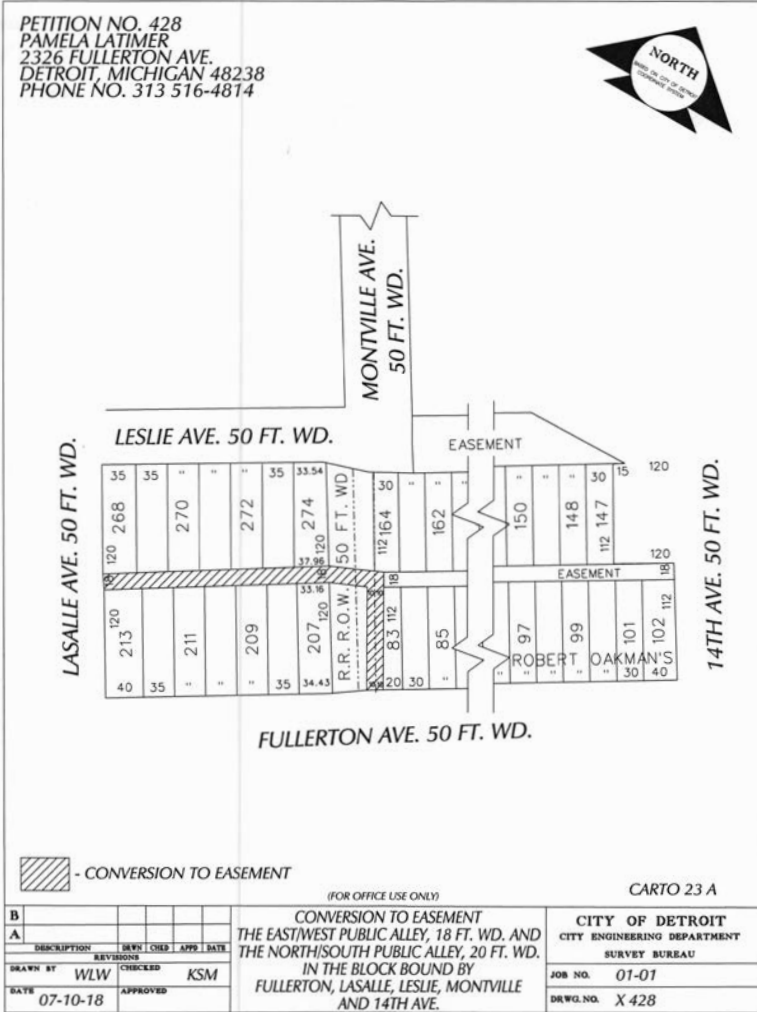 PETITION NO. 428
PAMELA LATIMER
2326 FULLERTON AVE.
DETROIT, MICHIGAN 48238
PHONE NO. 313 516-4814
NORTH
BASED ON CITY OF DETROIT
COORDINATE SYSTEM
MONTVILLE AVE.
50 FT. WD.
LESLIE AVE. 50 FT. WD.
EASEMENT
LASALLE AVE. 50 FT. WD.
14TH AVE. 50 FT. WD.
35 35 " " " 35 33.54 30 " " " " " " 30 15 120
268 270 272 274 164 162 150 148 147
120 120 112 112
R.R. R.O.W. 50 FT. WD
37.96 120
18 18 18 EASEMENT 18
33.16
120 120 112 112
213 211 209 207 83 85 97 99 101 102
ROBERT OAKMAN'S
40 35 " " " 35 34.43 20 30 " " " " " 30 40
FULLERTON AVE. 50 FT. WD.
- CONVERSION TO EASEMENT
(FOR OFFICE USE ONLY)
CARTO 23 A
B
A
DESCRIPTION DRWN CHKD APPD DATE
REVISIONS
DRAWN BY WLW CHECKED KSM
DATE 07-10-18 APPROVED
CONVERSION TO EASEMENT
THE EAST/WEST PUBLIC ALLEY, 18 FT. WD. AND
THE NORTH/SOUTH PUBLIC ALLEY, 20 FT. WD.
IN THE BLOCK BOUND BY
FULLERTON, LASALLE, LESLIE, MONTVILLE
AND 14TH AVE.
CITY OF DETROIT
CITY ENGINEERING DEPARTMENT
SURVEY BUREAU
JOB NO. 01-01
DRWG. NO. X 428